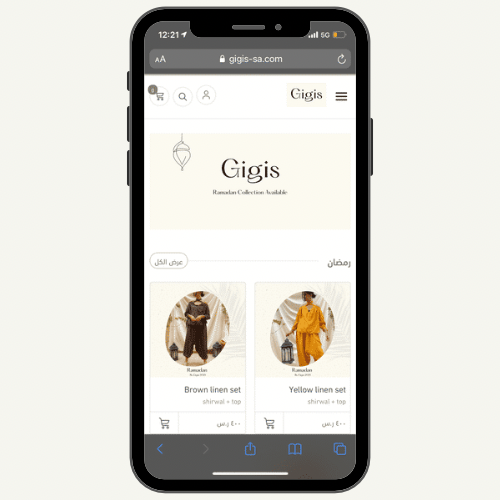 12:21
5G
AA
gigis-sa.com
0
Gigis
Gigis
Ramadan Collection Available
رمضان
عرض الكل
Ramadan
Ramadan
Brown linen set
Yellow linen set
shirwal + top
shirwal + top
٤٠٠ ر.س
٤٠٠ ر.س